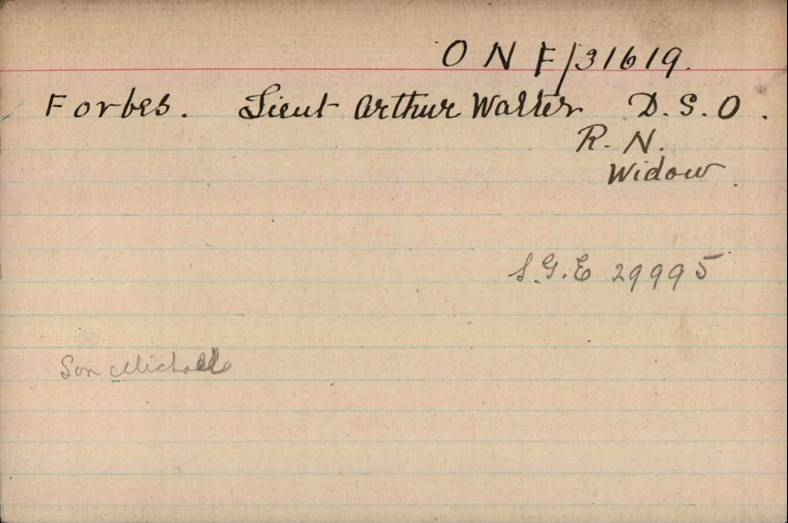 O N F/31619.
Forbes. Lieut Arthur Walter D.S.O.
R.N.
Widow.
S.G.E 29995
Son Michael